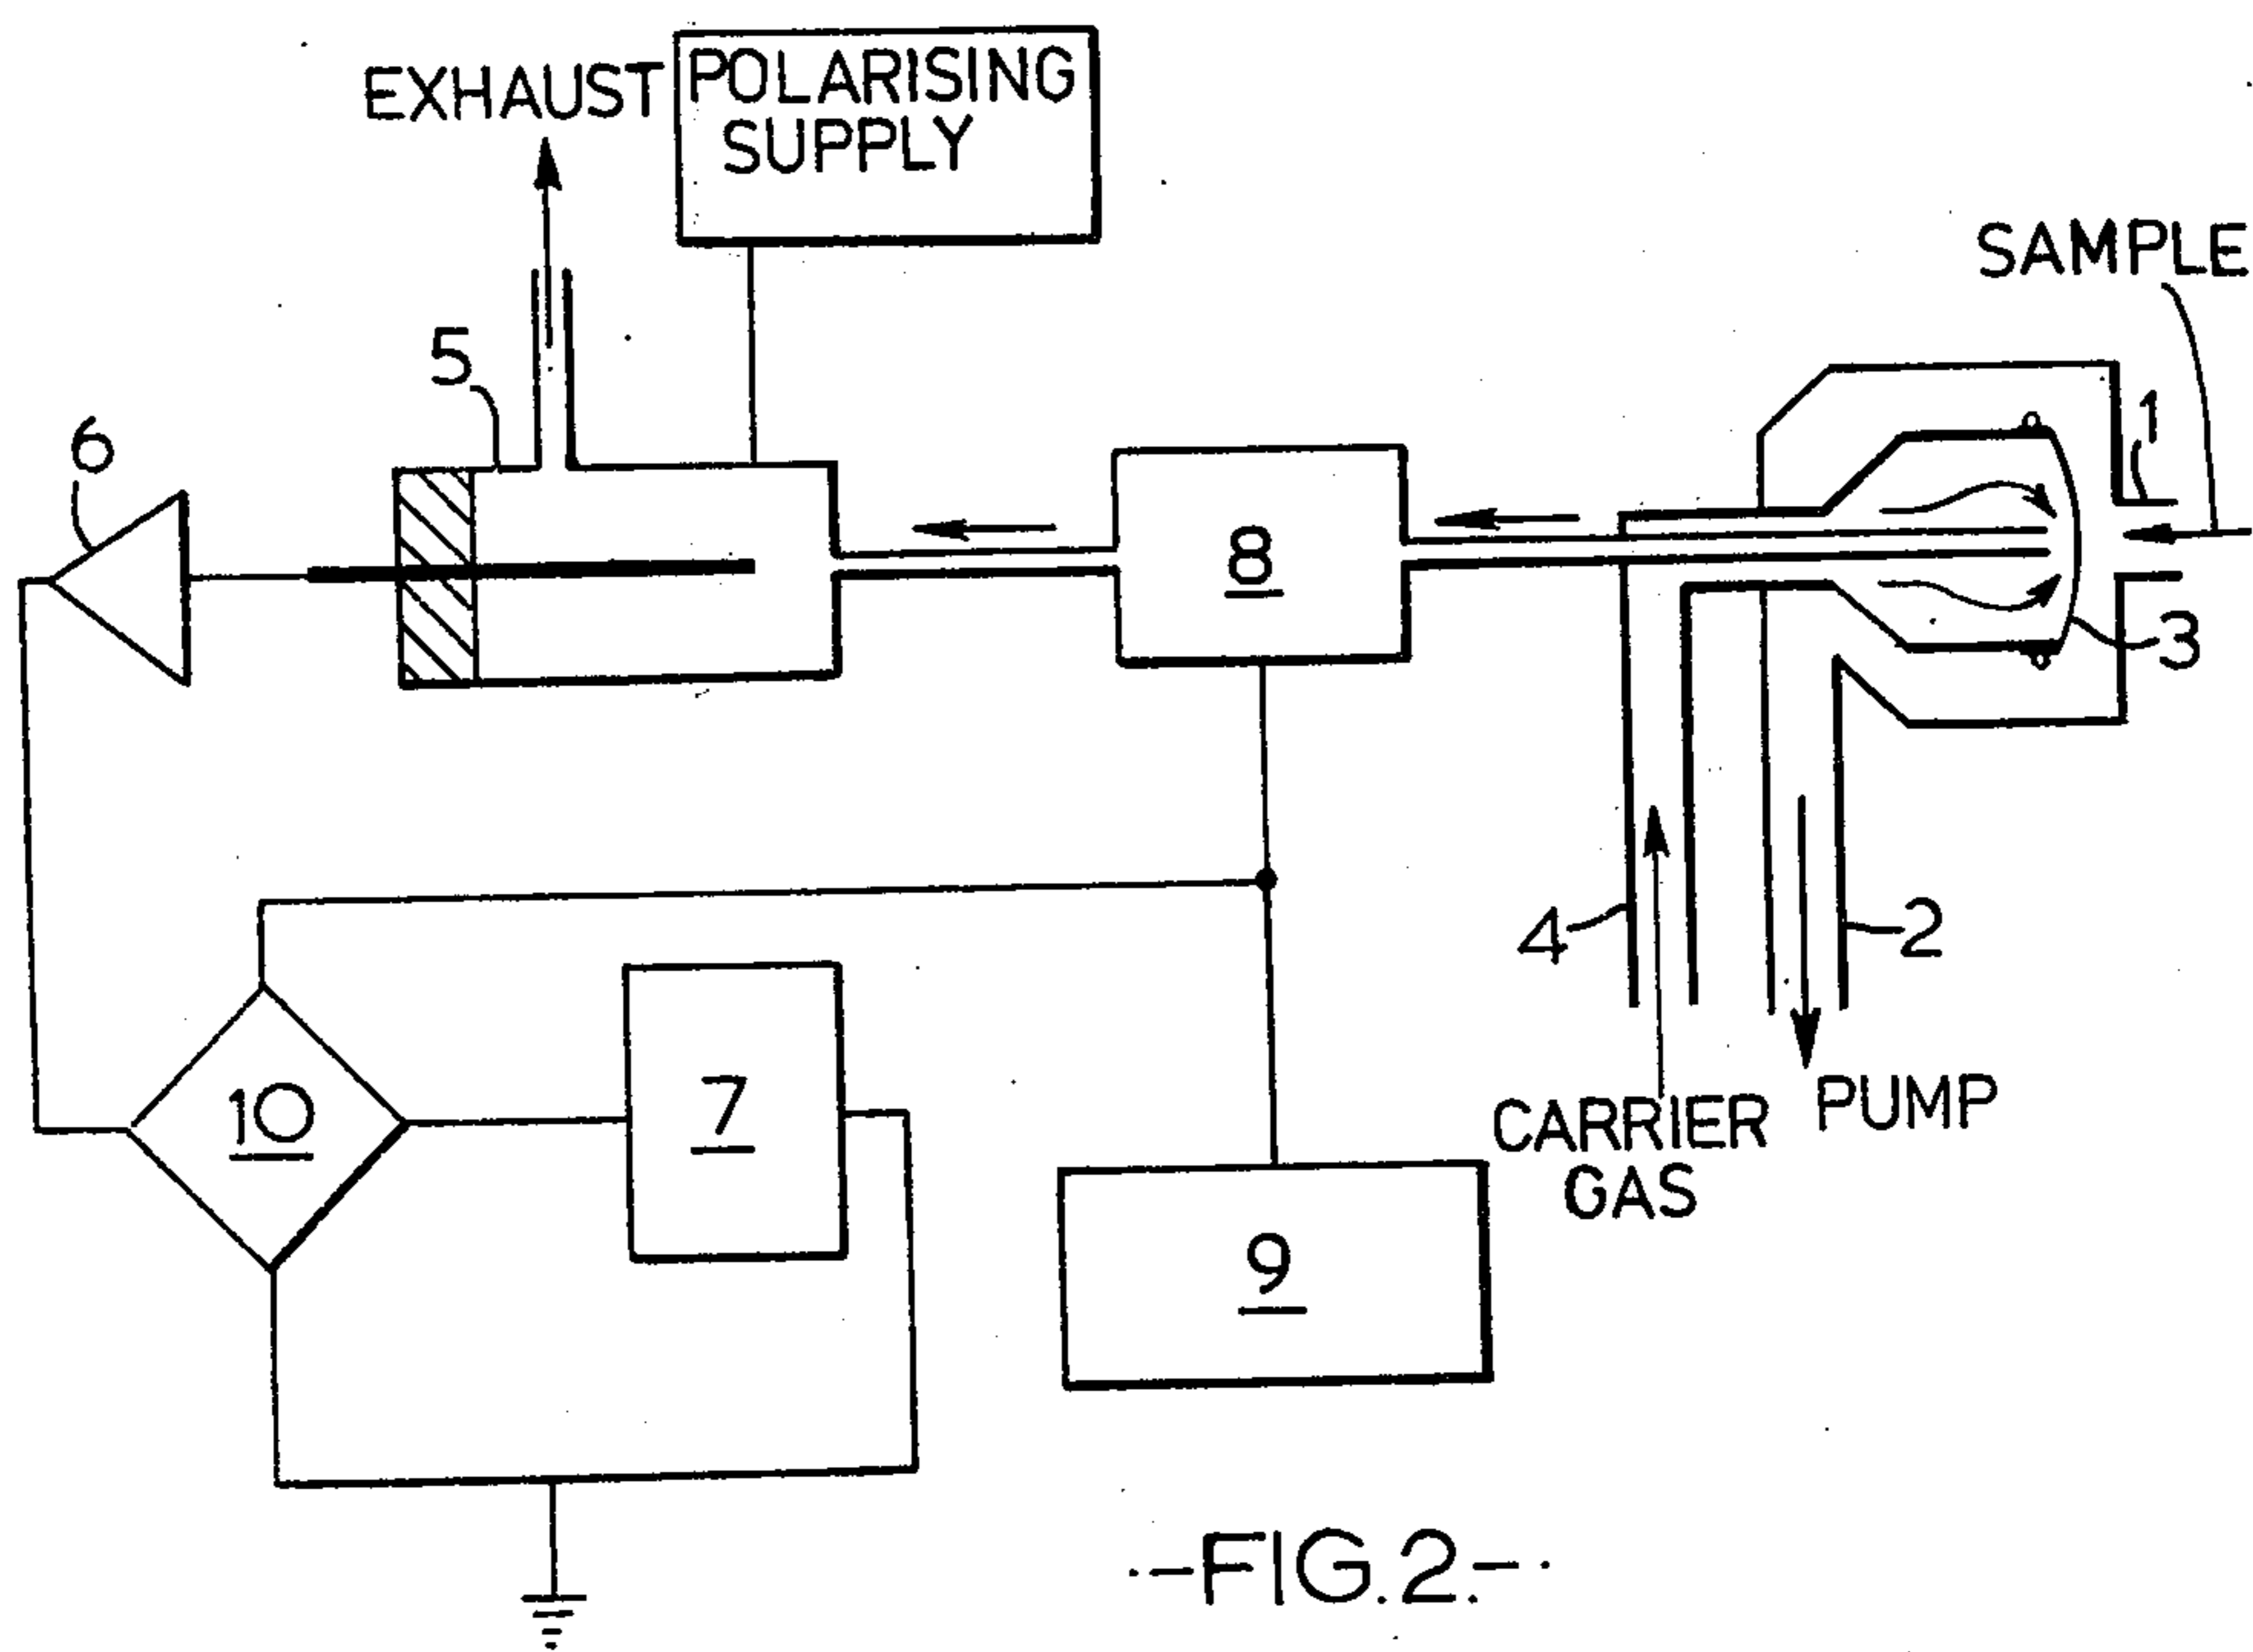 EXHAUST
POLARISING
SUPPLY
SAMPLE
5
6
1
8
3
4
2
10
7
CARRIER
GAS
PUMP
9
-FIG.2.-